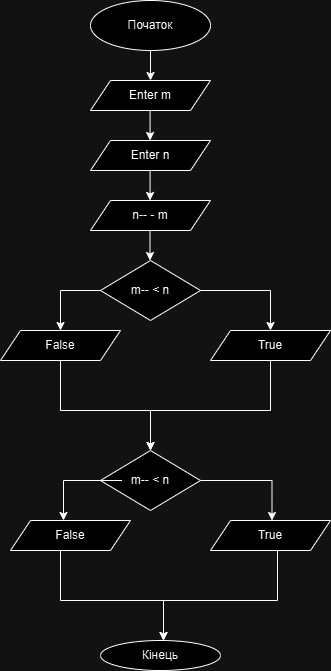 Початок
Enter m
Enter n
n-- - m
m-- < n
False
True
m-- < n
False
True
Кінець